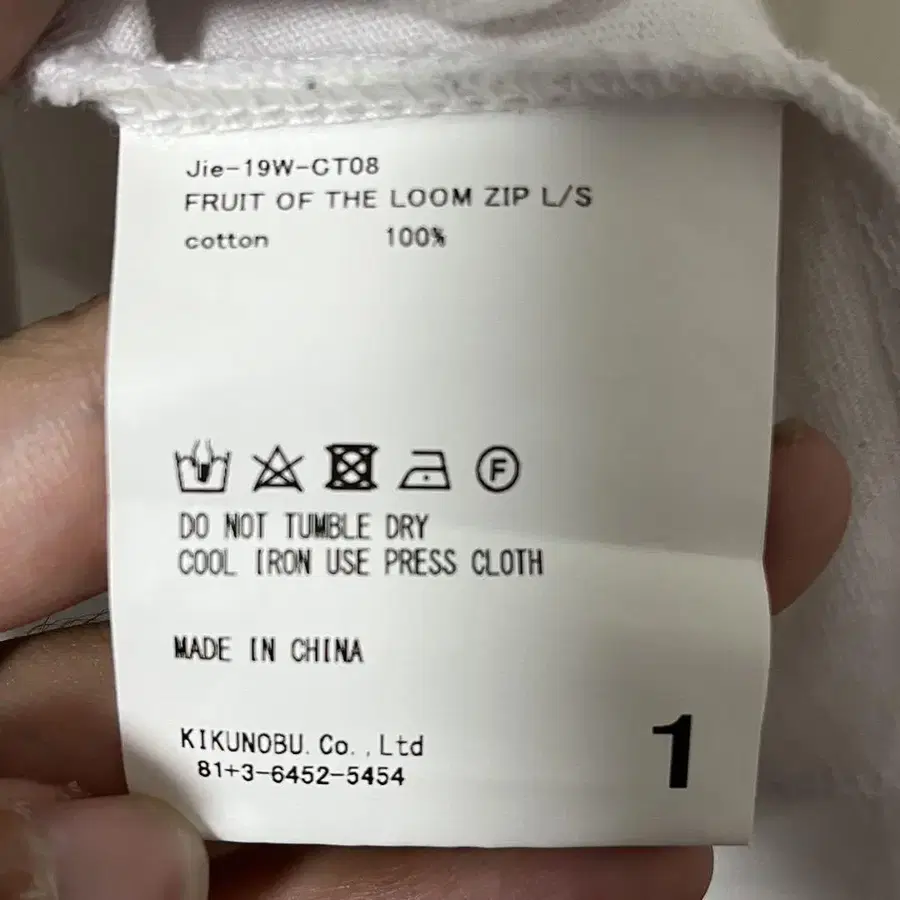 Jie-19W-CT08
FRUIT OF THE LOOM ZIP L/S
cotton 100%
F
DO NOT TUMBLE DRY
COOL IRON USE PRESS CLOTH
MADE IN CHINA
KIKUNOBU.Co.,Ltd
81+3-6452-5454
1